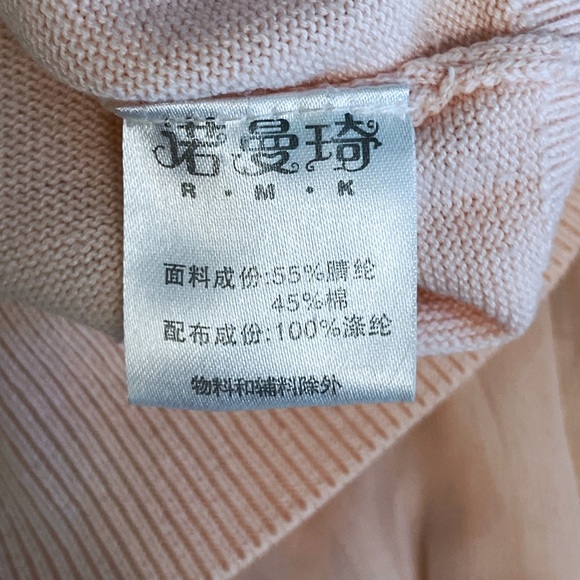 诺曼琦
R·M·K
面料成份:55%腈纶
45%棉
配布成份:100%涤纶
物料和辅料除外